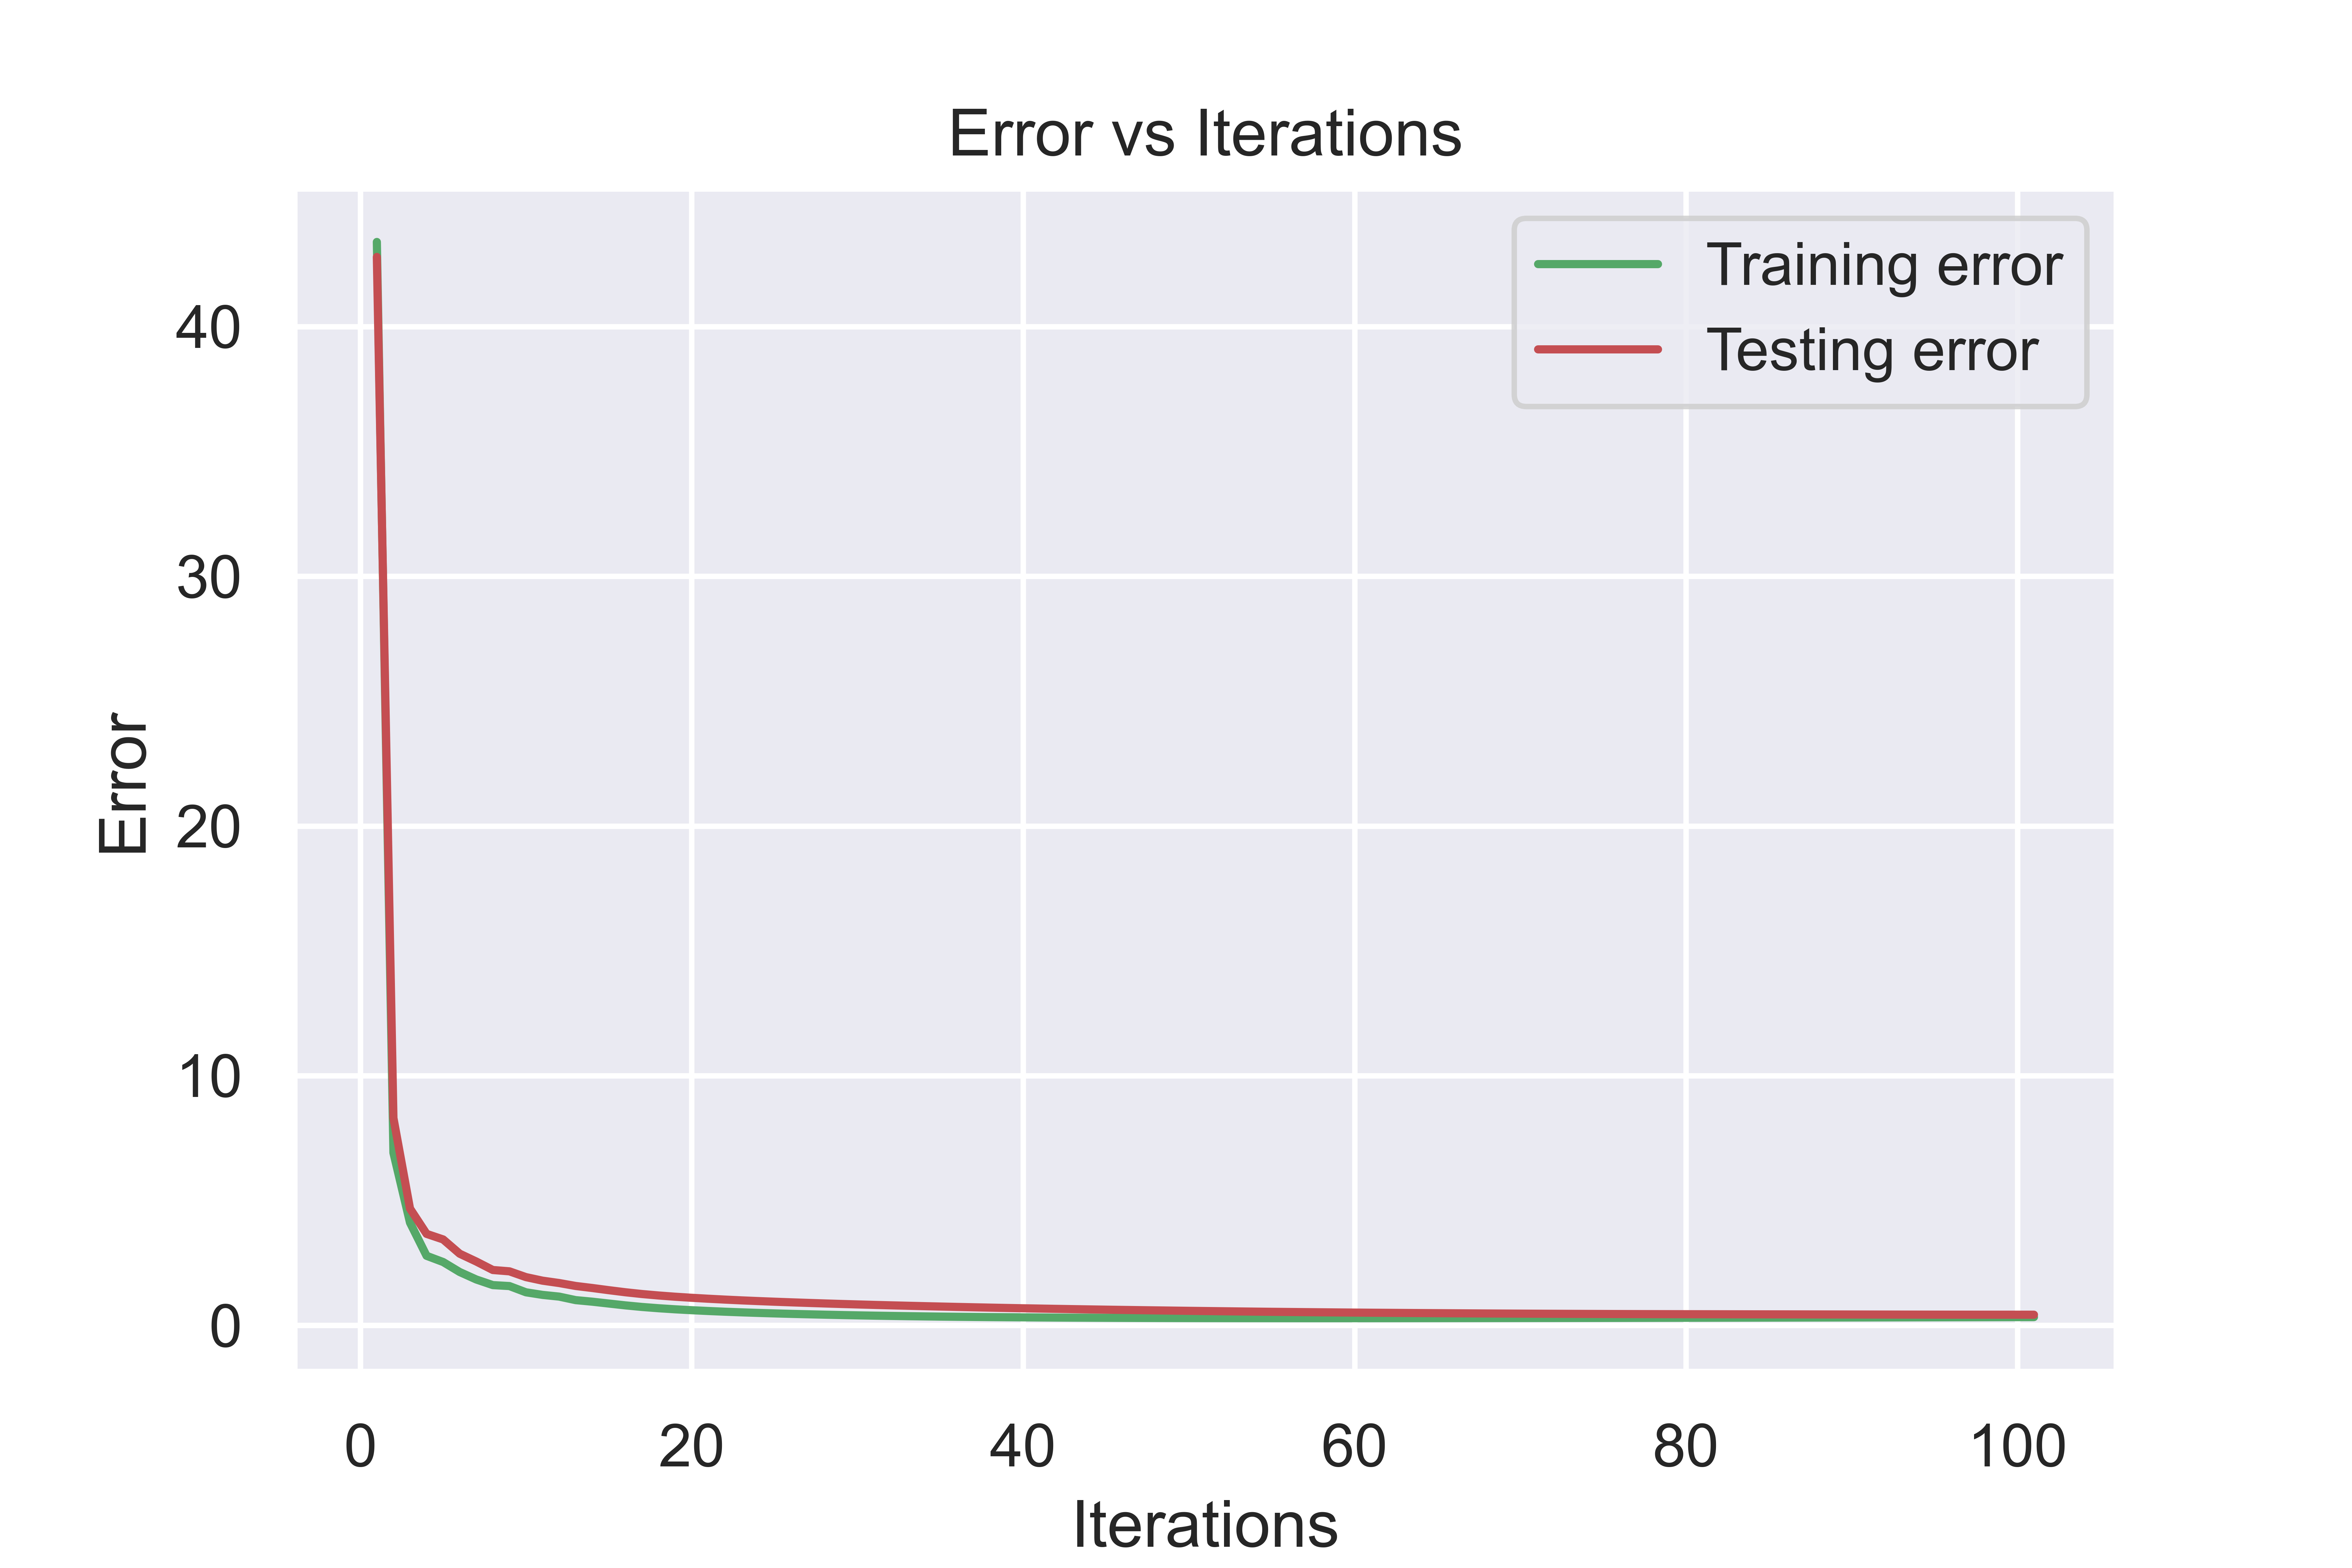 Error vs Iterations
Training error
Testing error
40
30
20
10
0
Error
0 20 40 60 80 100
Iterations